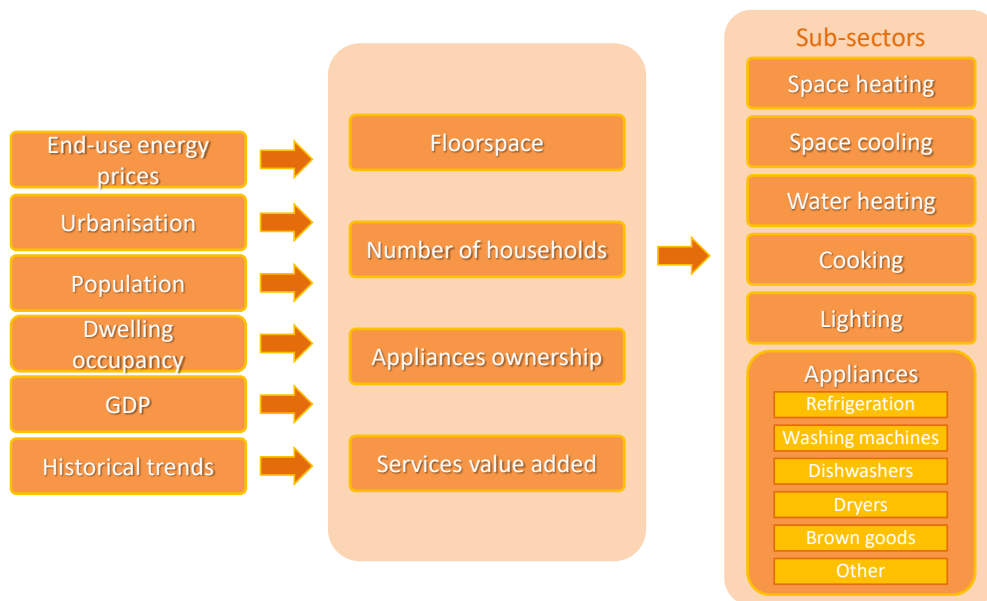 End-use energy
prices
Urbanisation
Population
Dwelling
occupancy
GDP
Historical trends
Floorspace
Number of households
Appliances ownership
Services value added
Sub-sectors
Space heating
Space cooling
Water heating
Cooking
Lighting
Appliances
Refrigeration
Washing machines
Dishwashers
Dryers
Brown goods
Other